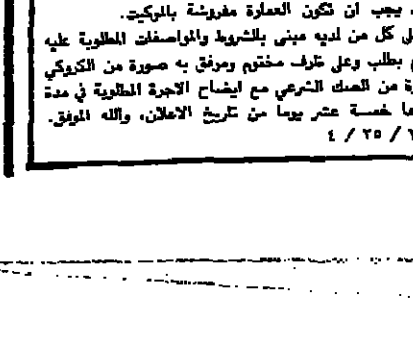 يجب ان تكون العمارة مفروشة بالموكيت.
كل من لديه مبنى بالشروط والمواصفات المطلوبة عليه
بطلب وعلى ظرف مختوم ومرفق به صورة من الكروكي
من الصك الشرعي مع ايضاح الاجرة المطلوبة في مدة
خمسة عشر يوما من تاريخ الاعلان، والله الموفق.
/ ٢٥ / ٤